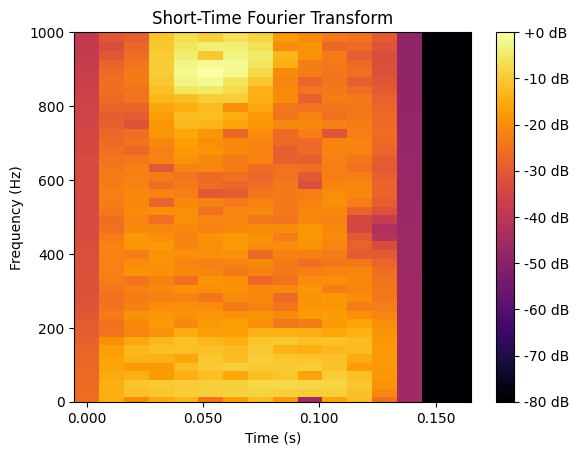 Short-Time Fourier Transform
Frequency (Hz)
1000
800
600
400
200
0
0.000
0.050
0.100
0.150
Time (s)
+0 dB
-10 dB
-20 dB
-30 dB
-40 dB
-50 dB
-60 dB
-70 dB
-80 dB